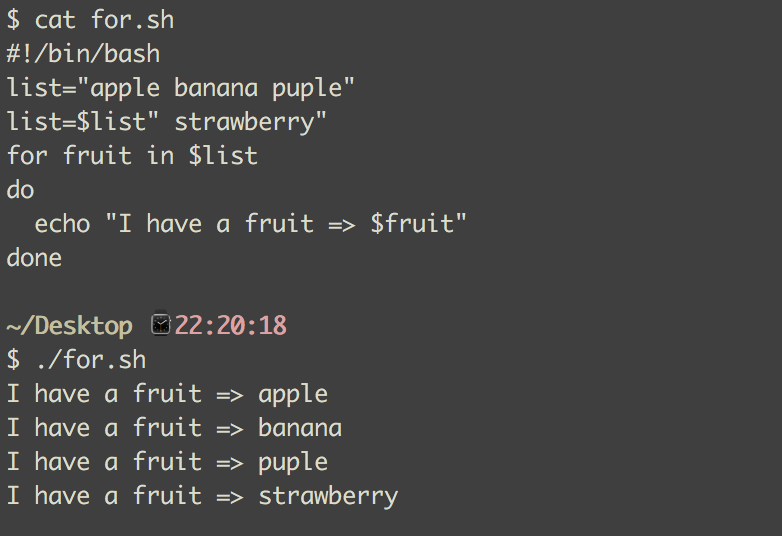 $ cat for.sh
#!/bin/bash
list="apple banana puple"
list=$list" strawberry"
for fruit in $list
do
  echo "I have a fruit => $fruit"
done

~/Desktop ⌚22:20:18
$ ./for.sh
I have a fruit => apple
I have a fruit => banana
I have a fruit => puple
I have a fruit => strawberry